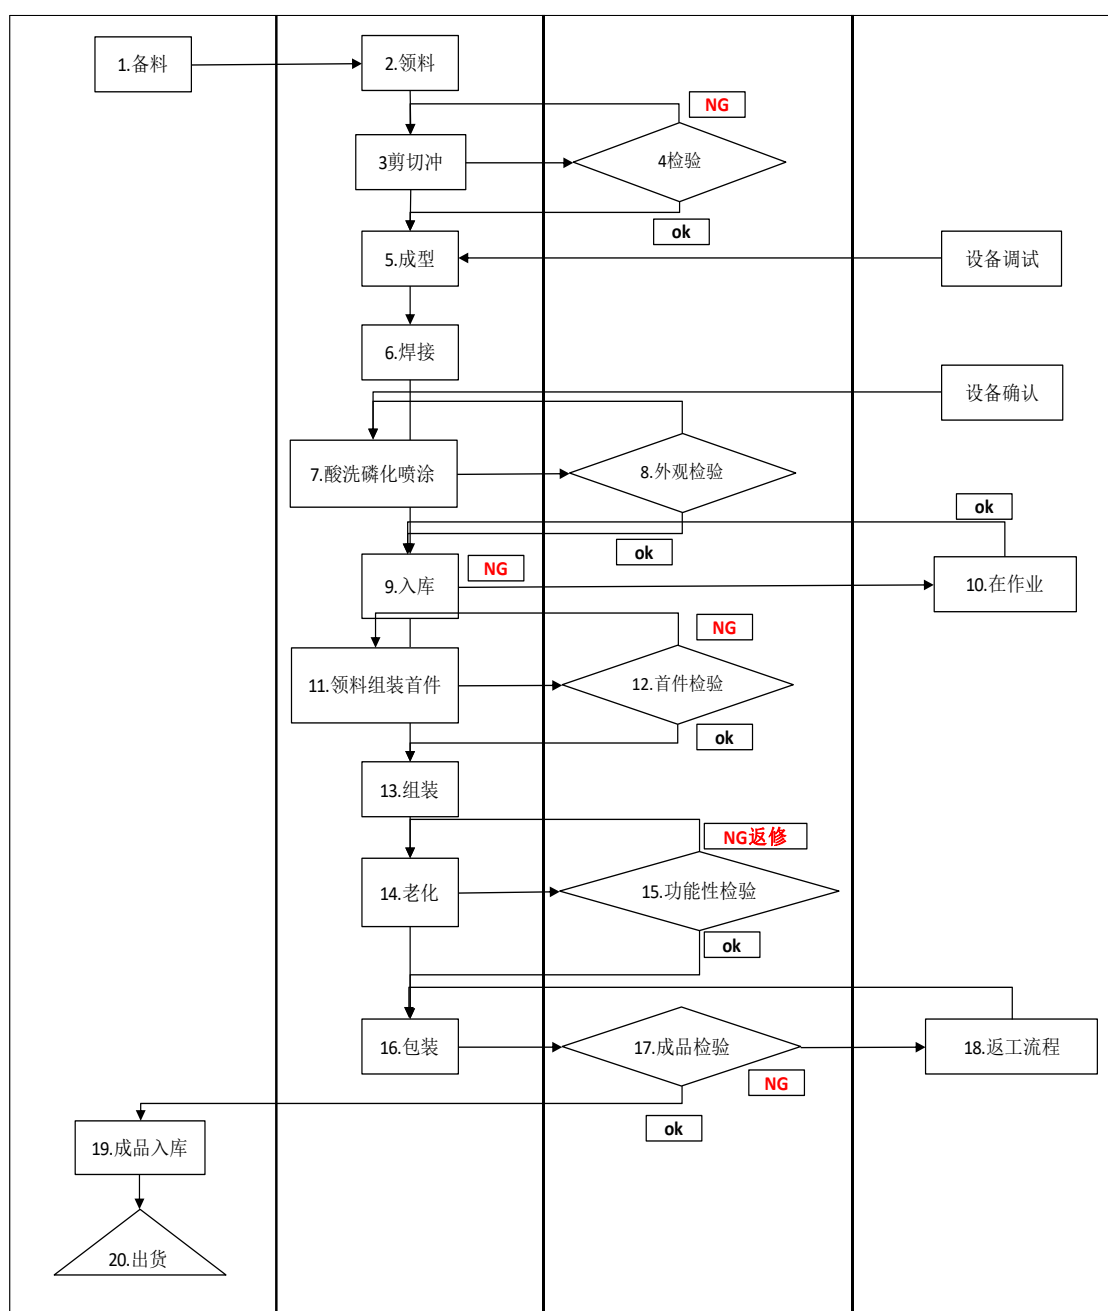 1.备料
2.领料
NG
3剪切冲
4检验
ok
5.成型
设备调试
6.焊接
设备确认
7.酸洗磷化喷涂
8.外观检验
ok
ok
NG
9.入库
10.在作业
NG
11.领料组装首件
12.首件检验
ok
13.组装
NG返修
14.老化
15.功能性检验
ok
16.包装
17.成品检验
18.返工流程
NG
ok
19.成品入库
20.出货